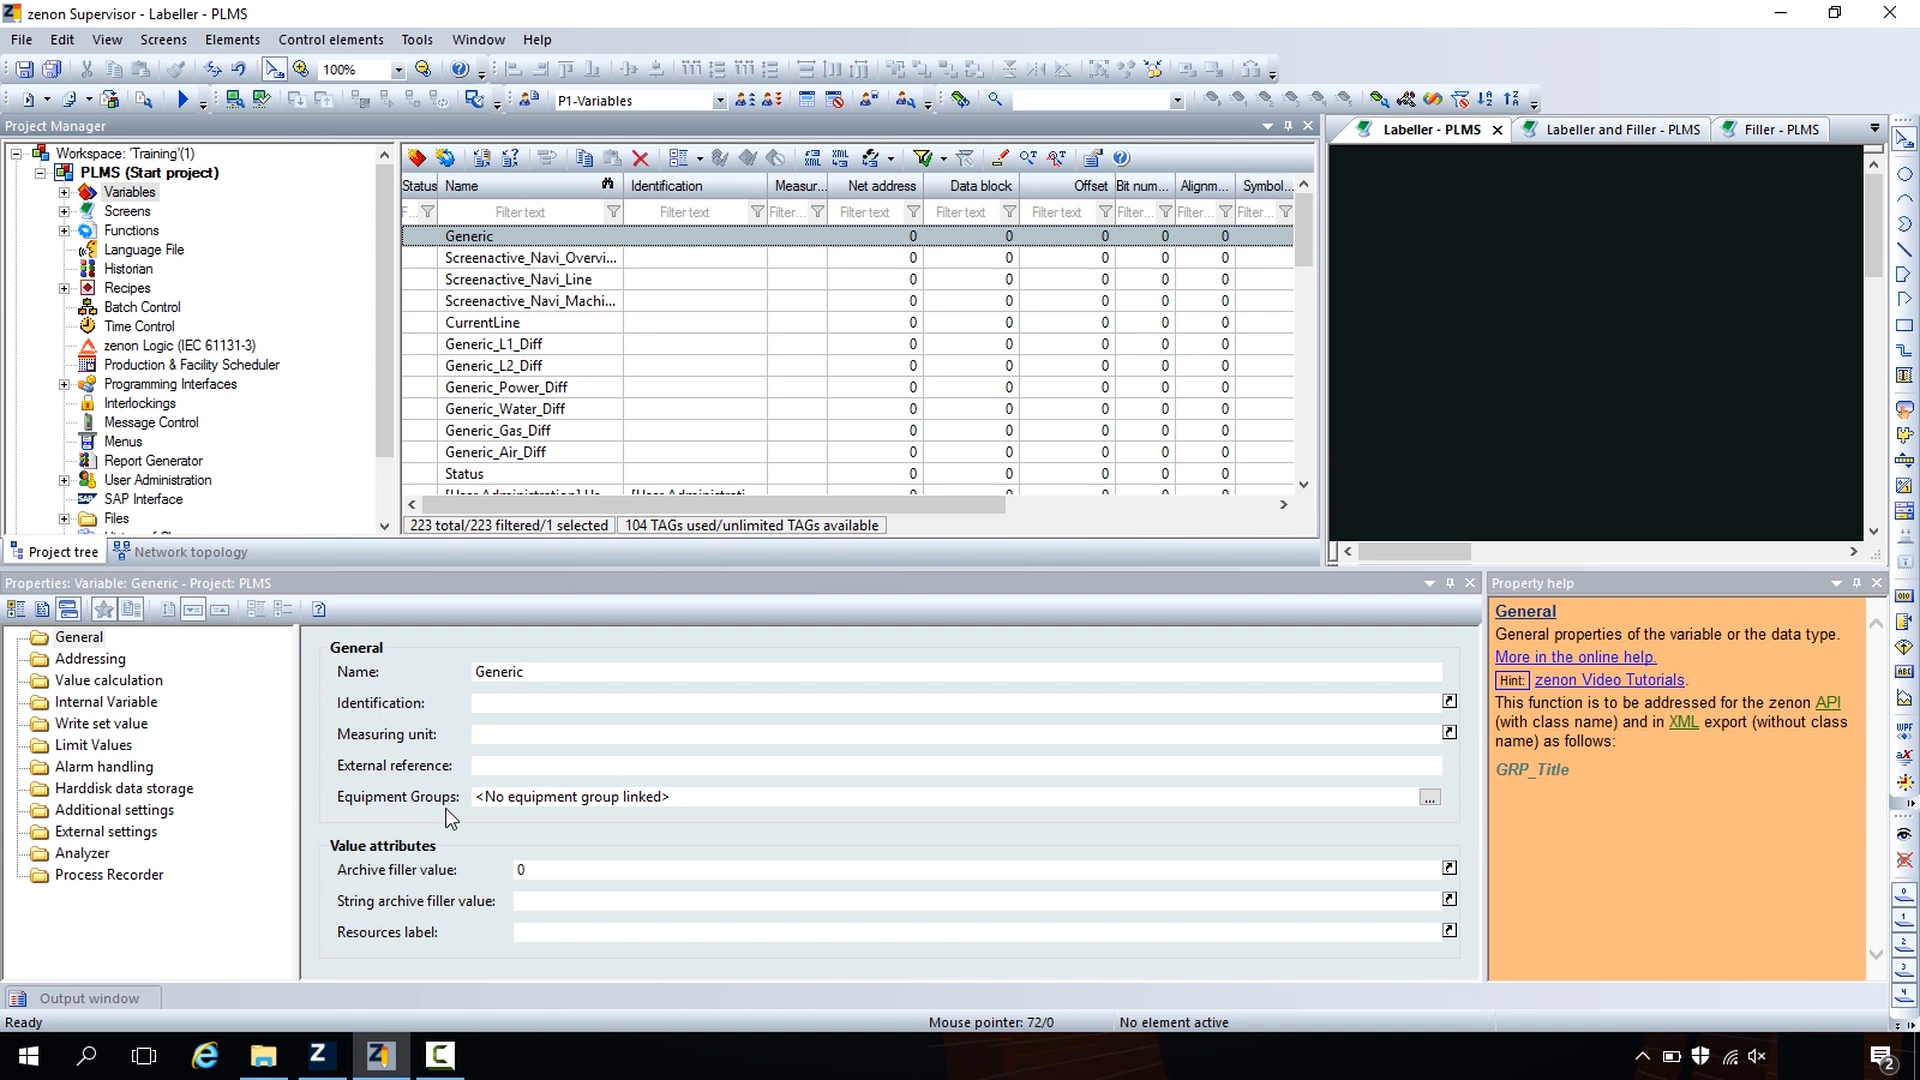 zenon Supervisor - Labeller - PLMS
File Edit View Screens Elements Control elements Tools Window Help
100%
P1-Variables
Project Manager
Labeller - PLMS
Labeller and Filler - PLMS
Filler - PLMS
Workspace: 'Training'(1)
PLMS (Start project)
Variables
Screens
Functions
Language File
Historian
Recipes
Batch Control
Time Control
zenon Logic (IEC 61131-3)
Production & Facility Scheduler
Programming Interfaces
Interlockings
Message Control
Menus
Report Generator
User Administration
SAP Interface
Files
Project tree
Network topology
Status Name Identification Measur... Net address Data block Offset Bit num... Alignm... Symbol...
F... Filter text Filter text Filter... Filter text Filter text Filter text Filter... Filter... Filter...
Generic 0 0 0 0 0
Screenactive_Navi_Overvi... 0 0 0 0 0
Screenactive_Navi_Line 0 0 0 0 0
Screenactive_Navi_Machi... 0 0 0 0 0
CurrentLine 0 0 0 0 0
Generic_L1_Diff 0 0 0 0 0
Generic_L2_Diff 0 0 0 0 0
Generic_Power_Diff 0 0 0 0 0
Generic_Water_Diff 0 0 0 0 0
Generic_Gas_Diff 0 0 0 0 0
Generic_Air_Diff 0 0 0 0 0
Status 0 0 0 0 0
223 total/223 filtered/1 selected
104 TAGs used/unlimited TAGs available
Properties: Variable: Generic - Project: PLMS
General
Addressing
Value calculation
Internal Variable
Write set value
Limit Values
Alarm handling
Harddisk data storage
Additional settings
External settings
Analyzer
Process Recorder
General
Name: Generic
Identification:
Measuring unit:
External reference:
Equipment Groups: <No equipment group linked> ...
Value attributes
Archive filler value: 0
String archive filler value:
Resources label:
Property help
General
General properties of the variable or the data type.
More in the online help.
Hint: zenon Video Tutorials.
This function is to be addressed for the zenon API
(with class name) and in XML export (without class
name) as follows:
GRP_Title
Output window
Ready
Mouse pointer: 72/0
No element active
2